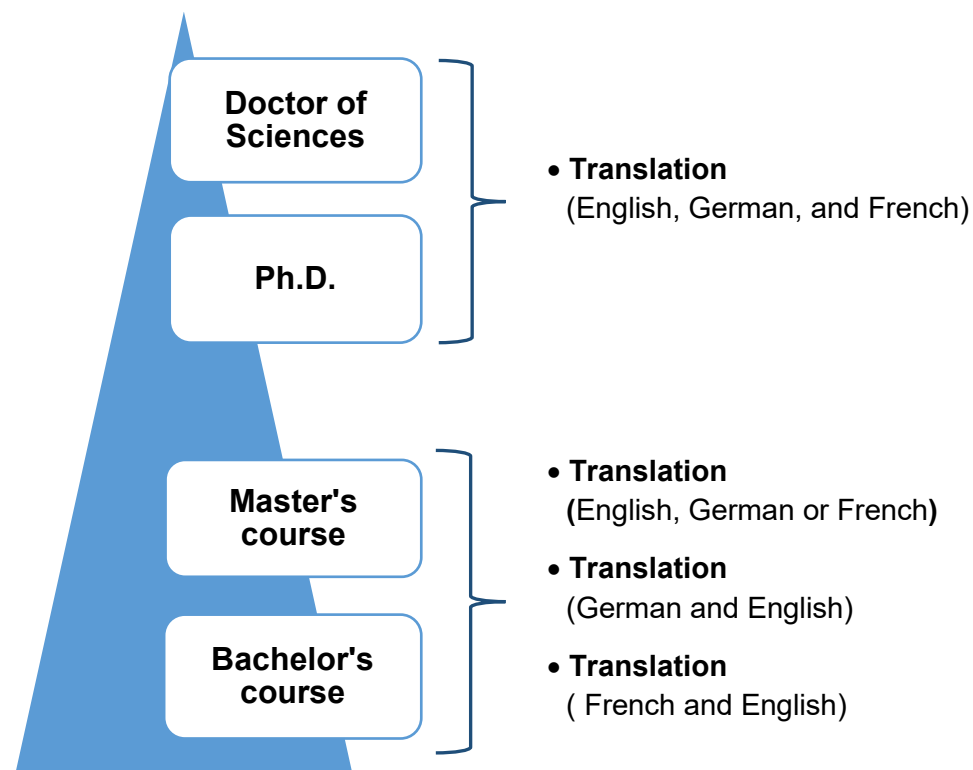 Doctor of
Sciences
• Translation
(English, German, and French)
Ph.D.
Master's
course
• Translation
(English, German or French)
• Translation
(German and English)
Bachelor's
course
• Translation
( French and English)